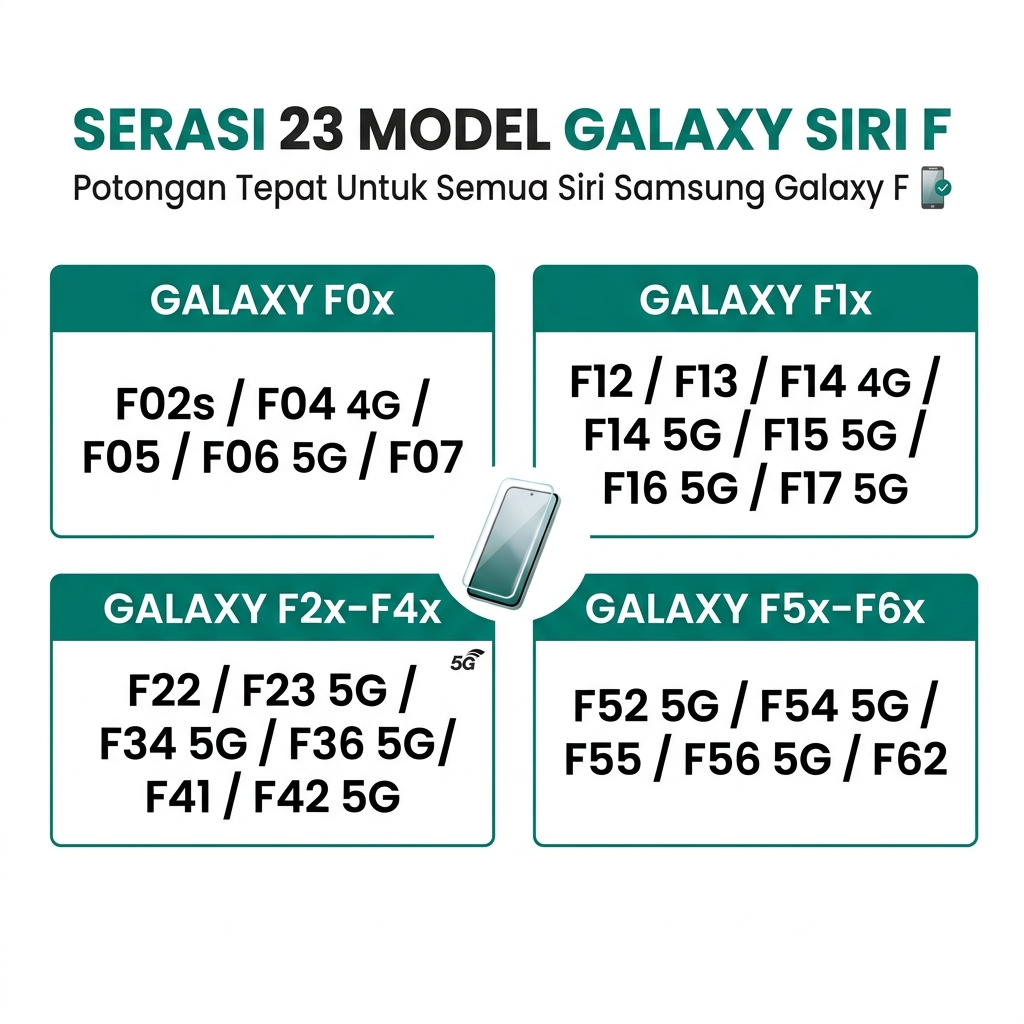 SERASI 23 MODEL GALAXY SIRI F
Potongan Tepat Untuk Semua Siri Samsung Galaxy F
GALAXY F0x
F02s / F04 4G /
F05 / F06 5G / F07
GALAXY F1x
F12 / F13 / F14 4G /
F14 5G / F15 5G /
F16 5G / F17 5G
GALAXY F2x-F4x
5G
F22 / F23 5G /
F34 5G / F36 5G/
F41 / F42 5G
GALAXY F5x-F6x
F52 5G / F54 5G /
F55 / F56 5G / F62